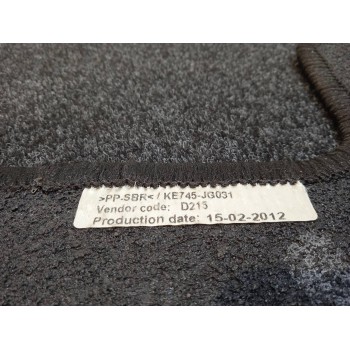 >PP-SBR< / KE745-JG031
Vendor code: D213
Production date: 15-02-2012